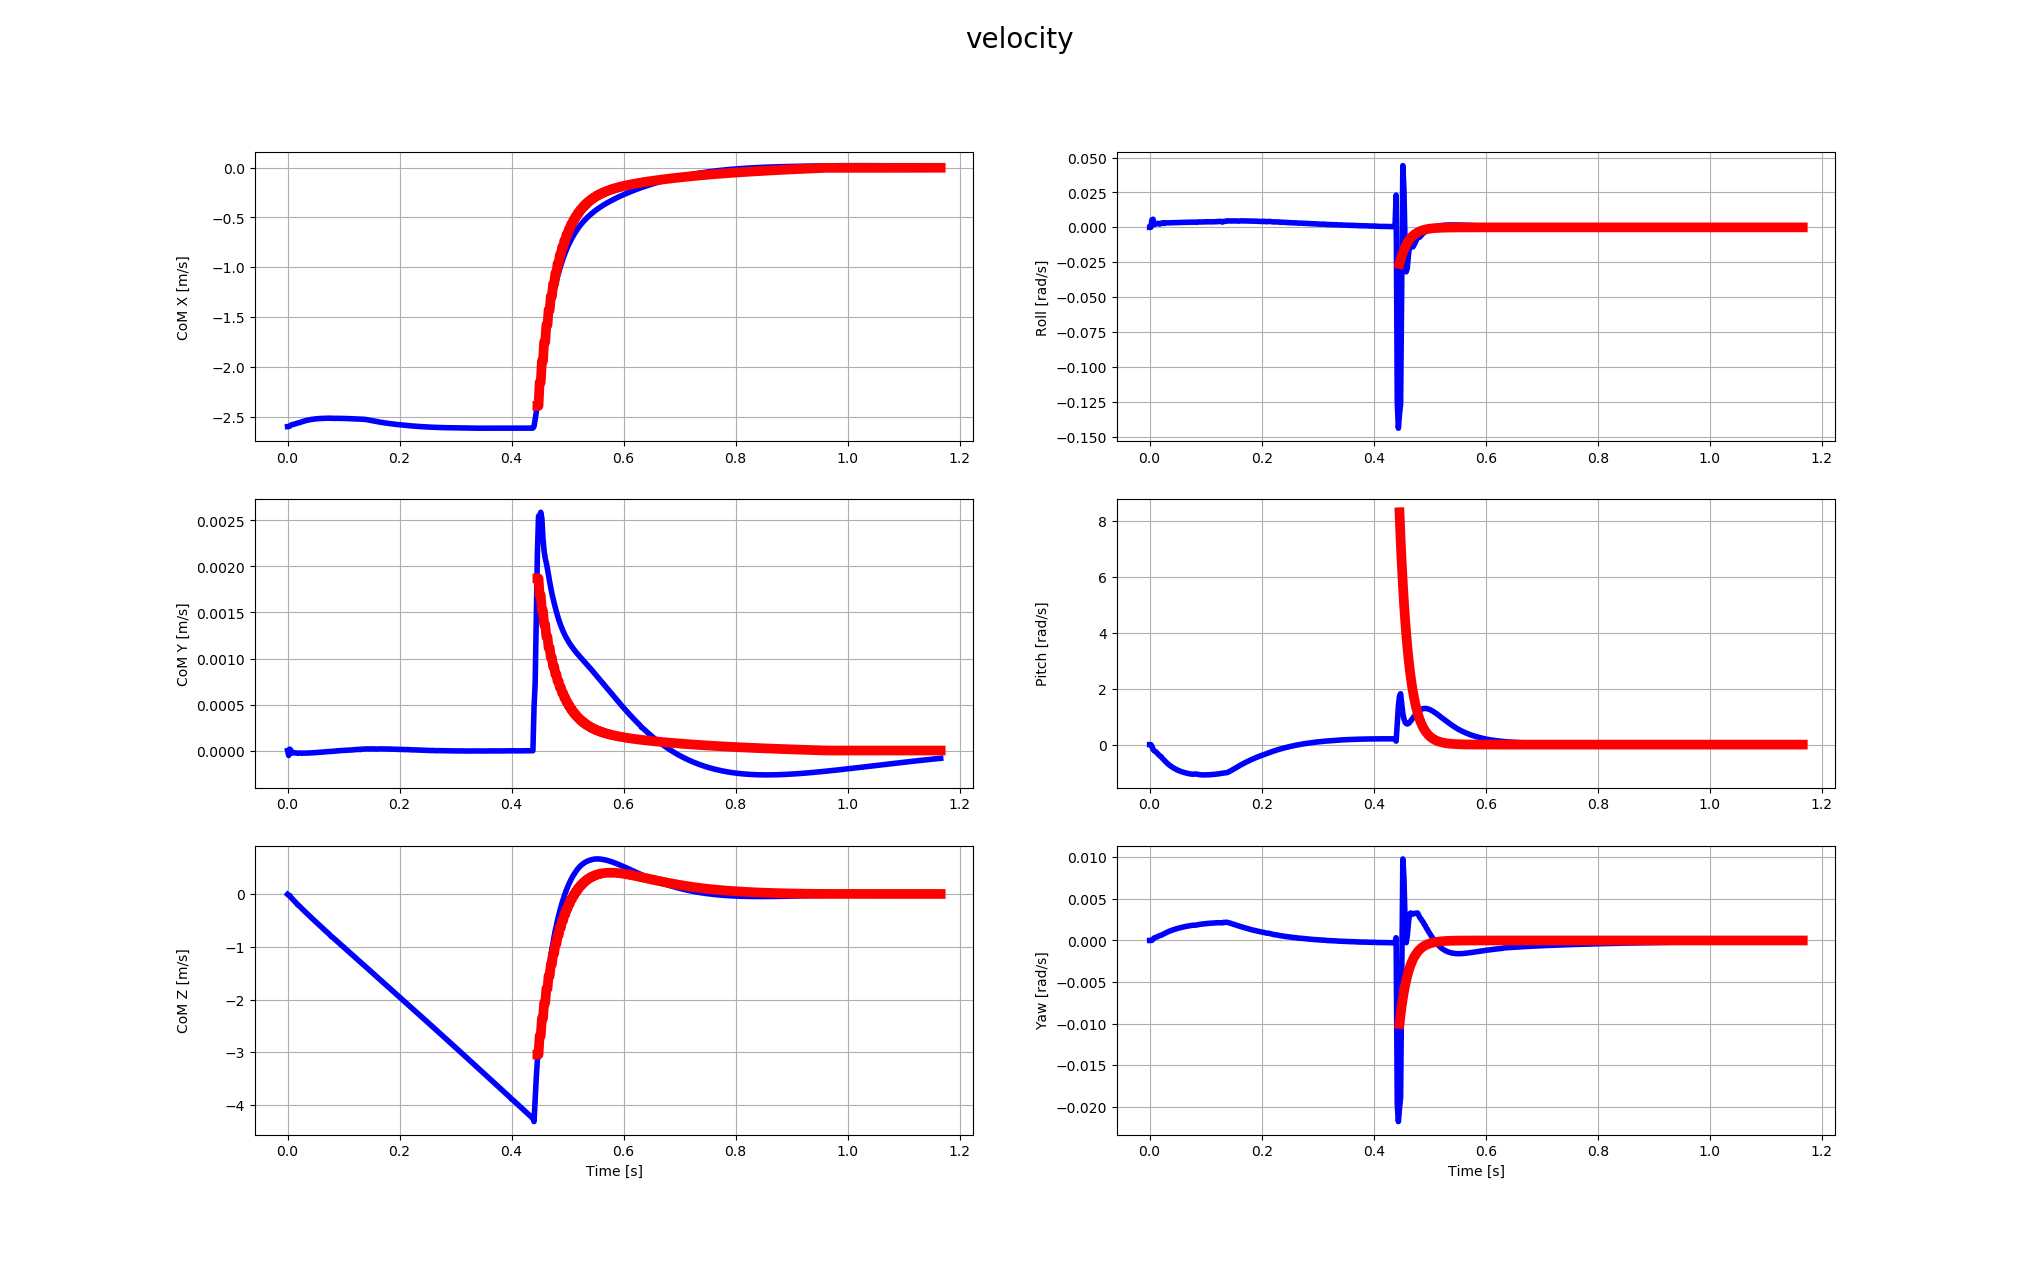 velocity
CoM X [m/s]
0.0
−0.5
−1.0
−1.5
−2.0
−2.5
0.0 0.2 0.4 0.6 0.8 1.0 1.2
Roll [rad/s]
0.050
0.025
0.000
−0.025
−0.050
−0.075
−0.100
−0.125
−0.150
0.0 0.2 0.4 0.6 0.8 1.0 1.2
CoM Y [m/s]
0.0025
0.0020
0.0015
0.0010
0.0005
0.0000
0.0 0.2 0.4 0.6 0.8 1.0 1.2
Pitch [rad/s]
8
6
4
2
0
0.0 0.2 0.4 0.6 0.8 1.0 1.2
CoM Z [m/s]
0
−1
−2
−3
−4
0.0 0.2 0.4 0.6 0.8 1.0 1.2
Time [s]
Yaw [rad/s]
0.010
0.005
0.000
−0.005
−0.010
−0.015
−0.020
0.0 0.2 0.4 0.6 0.8 1.0 1.2
Time [s]